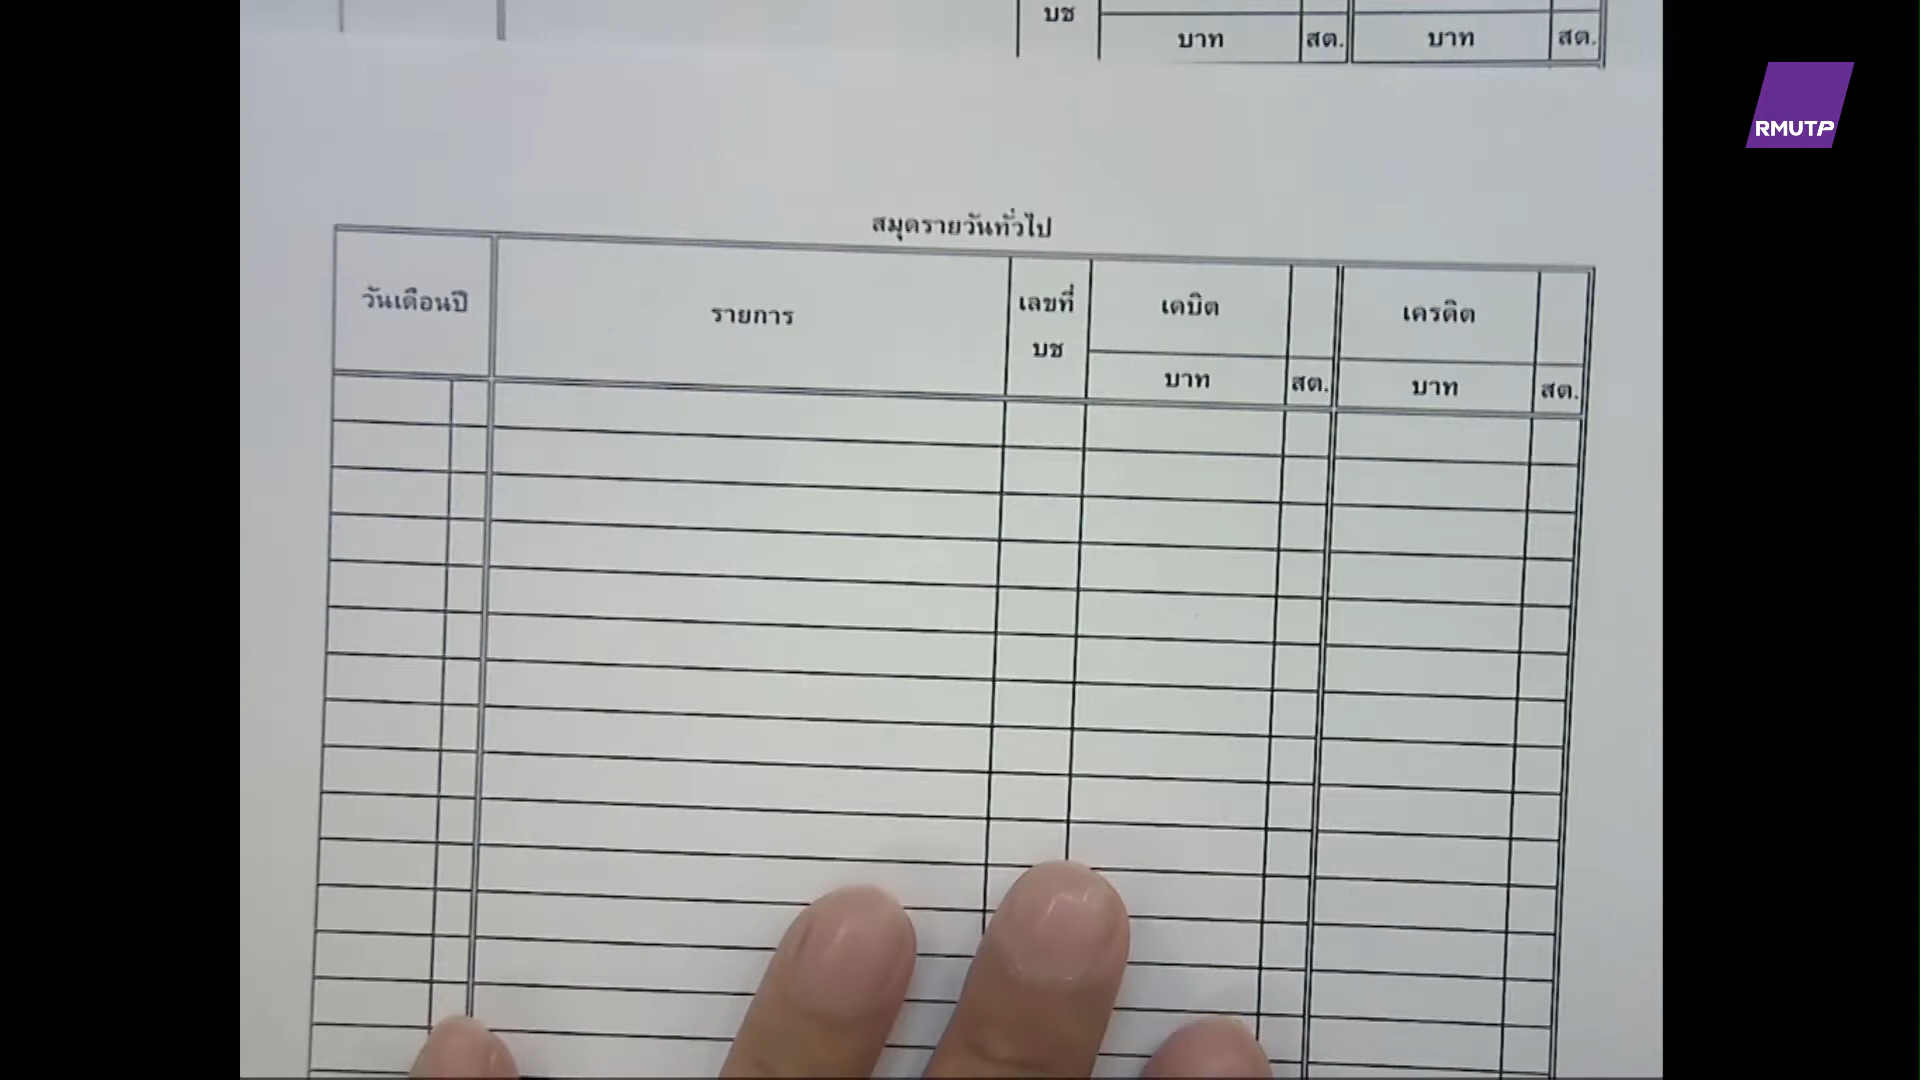 บช
บาท สต. บาท สต.
RMUTP
สมุดรายวันทั่วไป
วันเดือนปี รายการ เลขที่ บช เดบิต เครดิต
บาท สต. บาท สต.